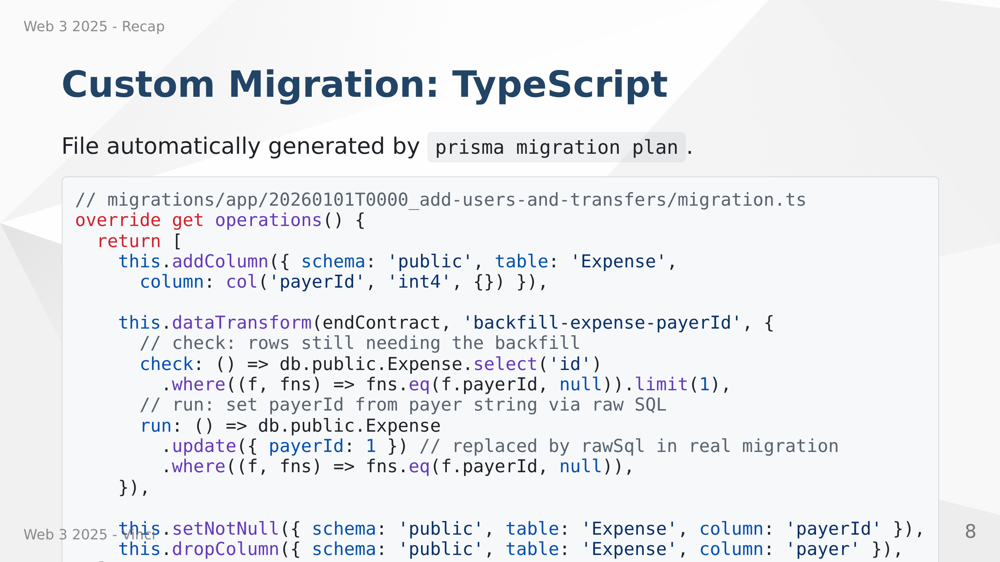 Web 3 2025 - Recap
Custom Migration: TypeScript
File automatically generated by prisma migration plan.
// migrations/app/20260101T0000_add-users-and-transfers/migration.ts
override get operations() {
  return [
    this.addColumn({ schema: 'public', table: 'Expense',
      column: col('payerId', 'int4', {}) }),

    this.dataTransform(endContract, 'backfill-expense-payerId', {
      // check: rows still needing the backfill
      check: () => db.public.Expense.select('id')
        .where((f, fns) => fns.eq(f.payerId, null)).limit(1),
      // run: set payerId from payer string via raw SQL
      run: () => db.public.Expense
        .update({ payerId: 1 }) // replaced by rawSql in real migration
        .where((f, fns) => fns.eq(f.payerId, null)),
    }),

    this.setNotNull({ schema: 'public', table: 'Expense', column: 'payerId' }),
    this.dropColumn({ schema: 'public', table: 'Expense', column: 'payer' }),
Web 3 2025 - Vinci
8